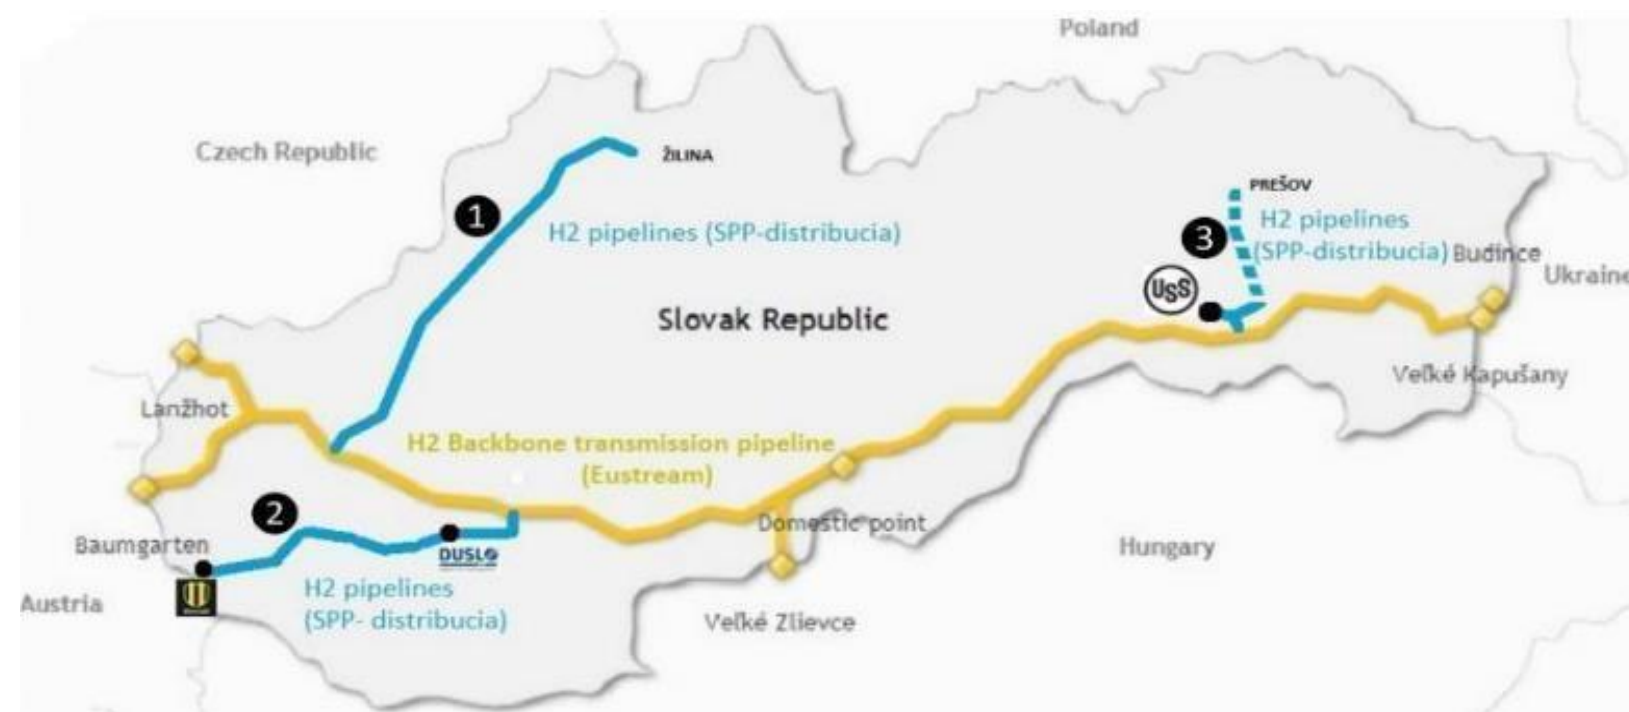 Poland
Czech Republic
ŽILINA
1
H2 pipelines (SPP-distribucia)
PREŠOV
H2 pipelines
(SPP-distribucia)
3
Budince
Ukraine
USS
Slovak Republic
Veľké Kapušany
Lanžhot
H2 Backbone transmission pipeline
(Eustream)
2
Domestic point
Baumgarten
DUSLO
Hungary
H2 pipelines
(SPP- distribucia)
Austria
Veľké Zlievce